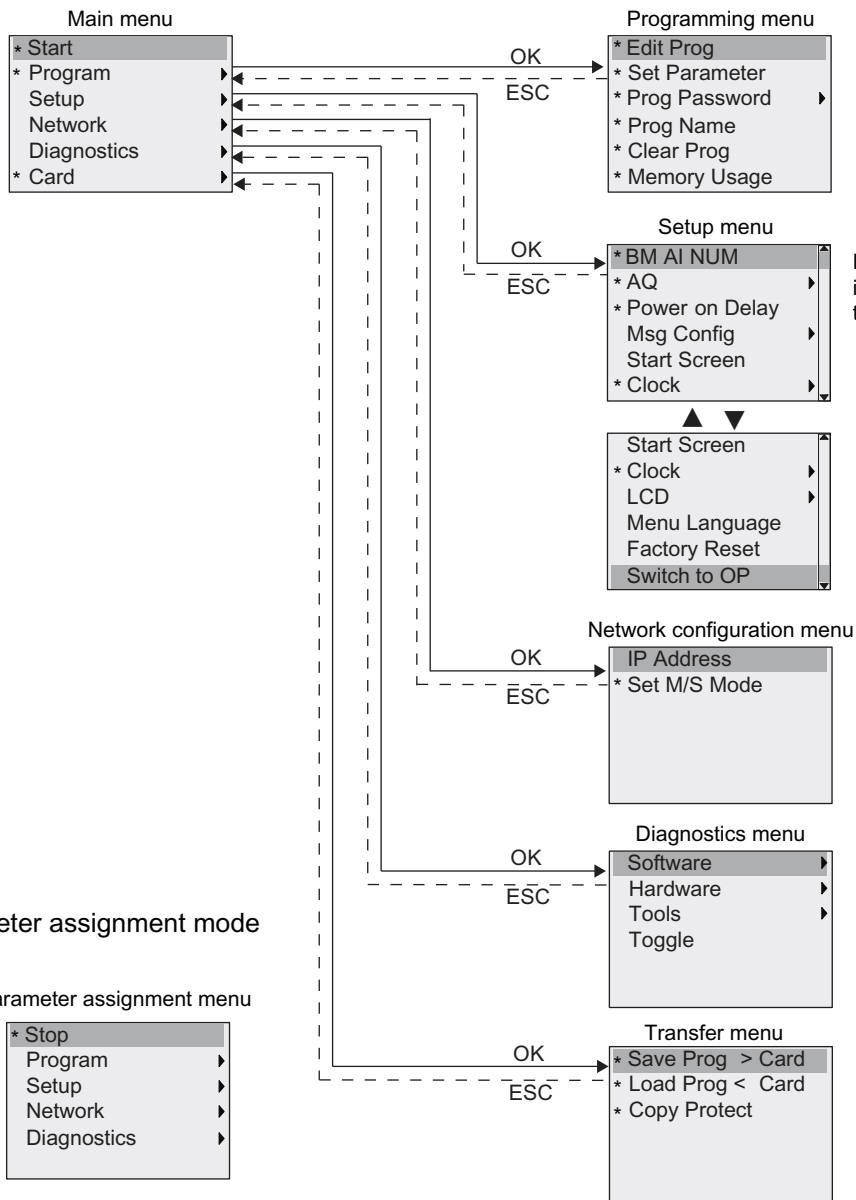 Main menu
* Start
* Program
Setup
Network
Diagnostics
* Card
OK
ESC
Programming menu
* Edit Prog
* Set Parameter
* Prog Password
* Prog Name
* Clear Prog
* Memory Usage
OK
ESC
Setup menu
* BM AI NUM
* AQ
* Power on Delay
Msg Config
Start Screen
* Clock
Start Screen
* Clock
LCD
Menu Language
Factory Reset
Switch to OP
OK
ESC
Network configuration menu
IP Address
* Set M/S Mode
OK
ESC
Diagnostics menu
Software
Hardware
Tools
Toggle
assignment mode
assignment menu
* Stop
Program
Setup
Network
Diagnostics
OK
ESC
Transfer menu
* Save Prog > Card
* Load Prog < Card
* Copy Protect